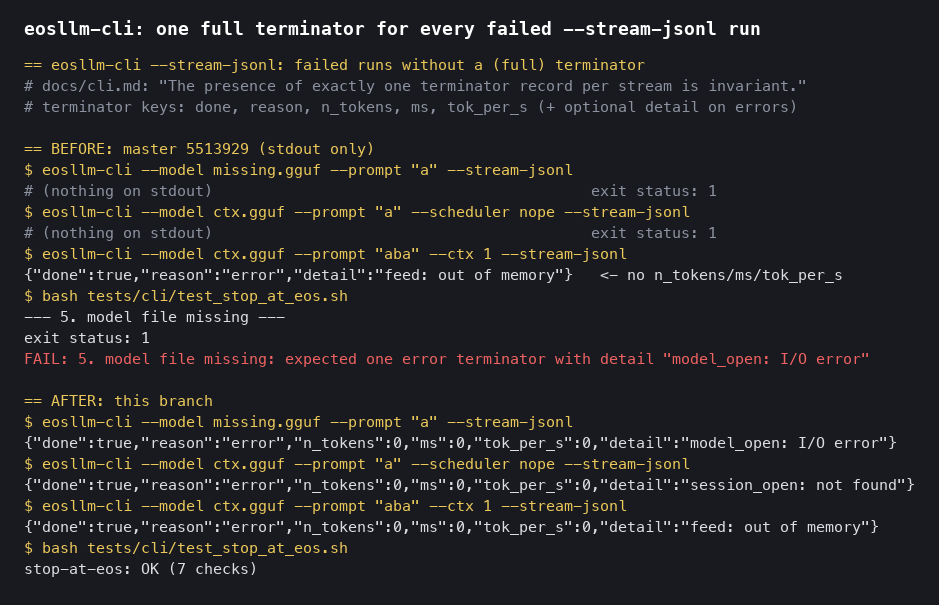 eosllm-cli: one full terminator for every failed --stream-jsonl run
== eosllm-cli --stream-jsonl: failed runs without a (full) terminator
# docs/cli.md: "The presence of exactly one terminator record per stream is invariant."
# terminator keys: done, reason, n_tokens, ms, tok_per_s (+ optional detail on errors)
== BEFORE: master 5513929 (stdout only)
$ eosllm-cli --model missing.gguf --prompt "a" --stream-jsonl
# (nothing on stdout) exit status: 1
$ eosllm-cli --model ctx.gguf --prompt "a" --scheduler nope --stream-jsonl
# (nothing on stdout) exit status: 1
$ eosllm-cli --model ctx.gguf --prompt "aba" --ctx 1 --stream-jsonl
{"done":true,"reason":"error","detail":"feed: out of memory"} <- no n_tokens/ms/tok_per_s
$ bash tests/cli/test_stop_at_eos.sh
--- 5. model file missing ---
exit status: 1
FAIL: 5. model file missing: expected one error terminator with detail "model_open: I/O error"
== AFTER: this branch
$ eosllm-cli --model missing.gguf --prompt "a" --stream-jsonl
{"done":true,"reason":"error","n_tokens":0,"ms":0,"tok_per_s":0,"detail":"model_open: I/O error"}
$ eosllm-cli --model ctx.gguf --prompt "a" --scheduler nope --stream-jsonl
{"done":true,"reason":"error","n_tokens":0,"ms":0,"tok_per_s":0,"detail":"session_open: not found"}
$ eosllm-cli --model ctx.gguf --prompt "aba" --ctx 1 --stream-jsonl
{"done":true,"reason":"error","n_tokens":0,"ms":0,"tok_per_s":0,"detail":"feed: out of memory"}
$ bash tests/cli/test_stop_at_eos.sh
stop-at-eos: OK (7 checks)